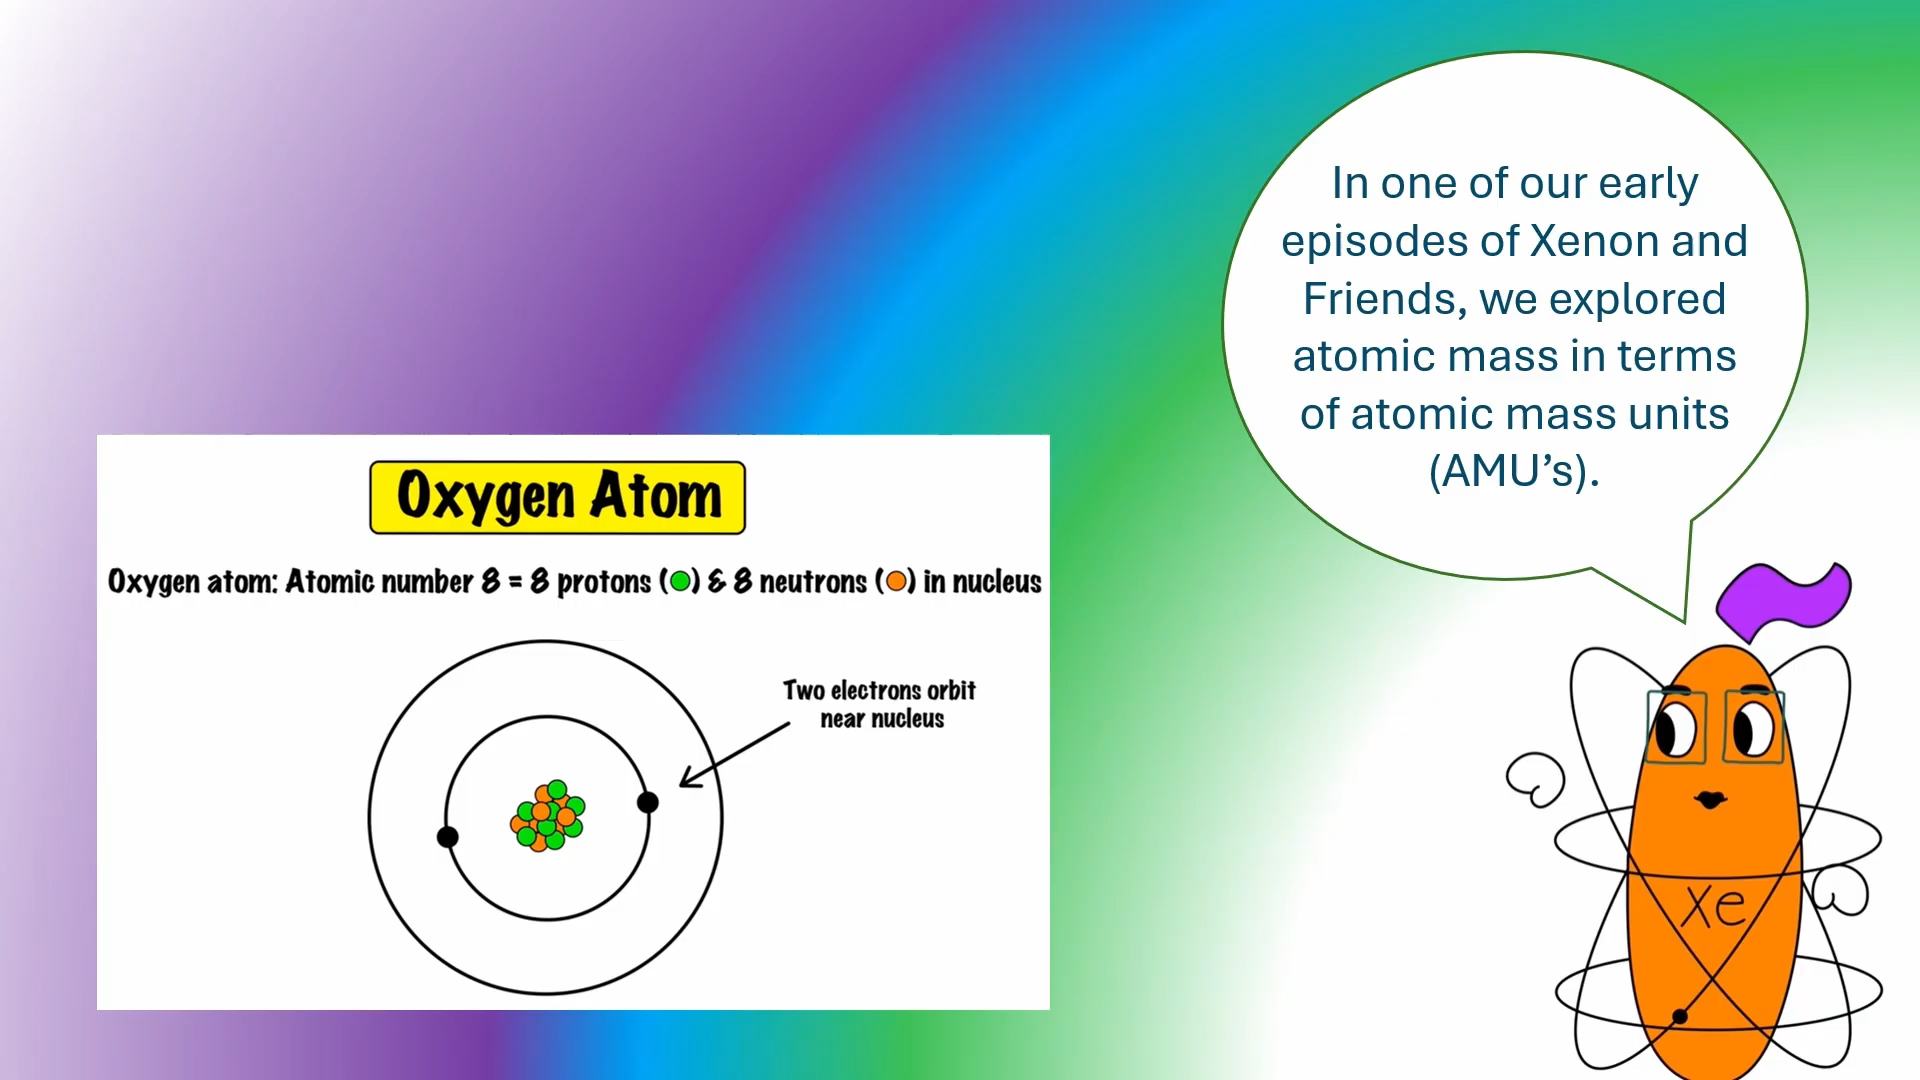 In one of our early
episodes of Xenon and
Friends, we explored
atomic mass in terms
of atomic mass units
(AMU’s).
Oxygen Atom
Oxygen atom: Atomic number 8 = 8 protons ( ) & 8 neutrons ( ) in nucleus
Two electrons orbit
near nucleus
Xe